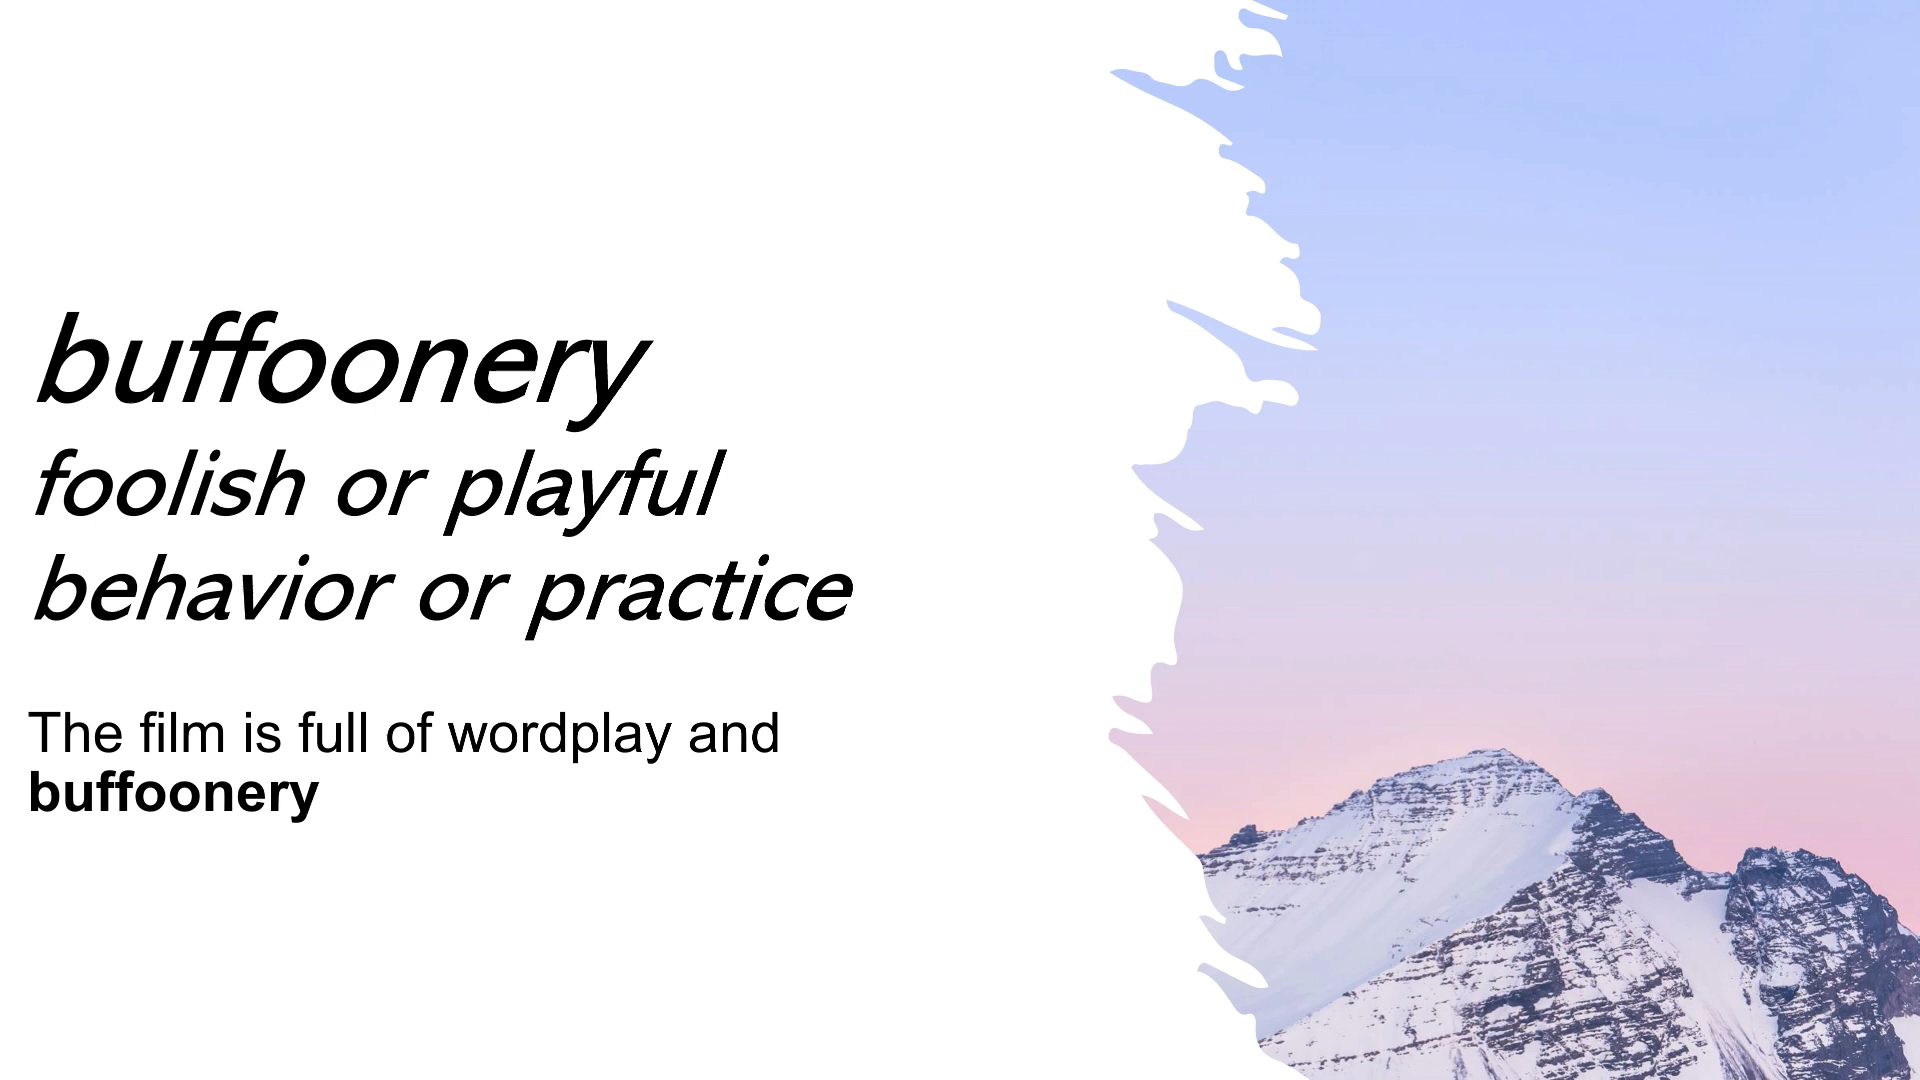 buffoonery
foolish or playful
behavior or practice
The film is full of wordplay and
buffoonery